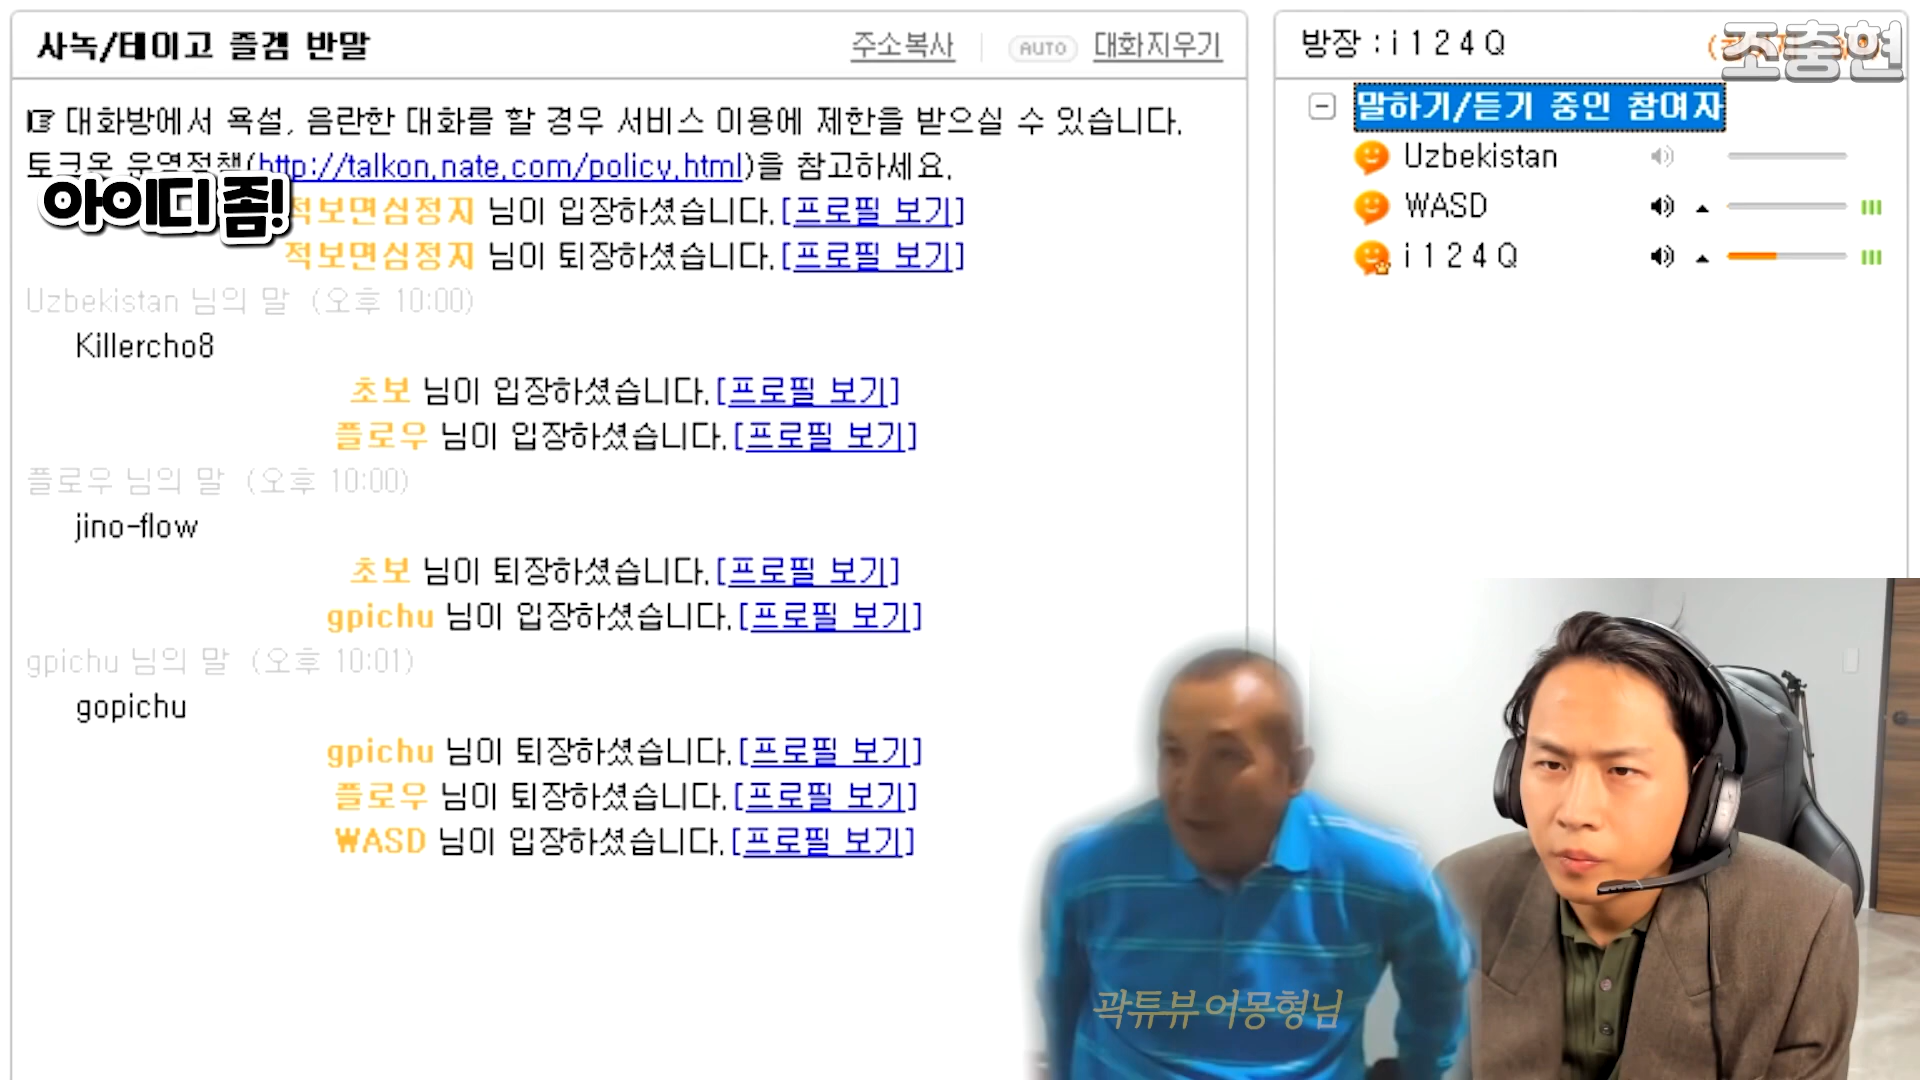 사녹/테이고 즐겜 반말
주소복사
AUTO
대화지우기
☞ 대화방에서 욕설, 음란한 대화를 할 경우 서비스 이용에 제한을 받으실 수 있습니다.
토크온 운영정책(http://talkon.nate.com/policy.html)을 참고하세요.
아이디 좀!
적보면심정지 님이 입장하셨습니다.[프로필 보기]
적보면심정지 님이 퇴장하셨습니다.[프로필 보기]
Uzbekistan 님의 말 (오후 10:00)
Killercho8
초보 님이 입장하셨습니다.[프로필 보기]
플로우 님이 입장하셨습니다.[프로필 보기]
플로우 님의 말 (오후 10:00)
jino-flow
초보 님이 퇴장하셨습니다.[프로필 보기]
gpichu 님이 입장하셨습니다.[프로필 보기]
gpichu 님의 말 (오후 10:01)
gopichu
gpichu 님이 퇴장하셨습니다.[프로필 보기]
플로우 님이 퇴장하셨습니다.[프로필 보기]
WASD 님이 입장하셨습니다.[프로필 보기]
방장 : i 1 2 4 Q
조충현
말하기/듣기 중인 참여자
Uzbekistan
WASD
i 1 2 4 Q
곽튜뷰 어몽형님